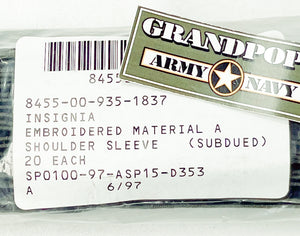 GRANDPOP
ARMY NAVY
8455
8455-00-935-1837
INSIGNIA
EMBROIDERED MATERIAL A
SHOULDER SLEEVE (SUBDUED)
20 EACH
SP0100-97-ASP15-D353
A 6/97